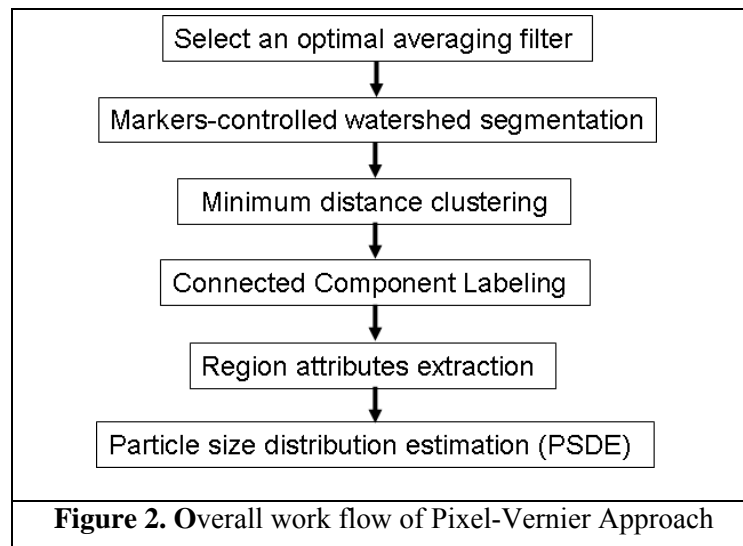 Select an optimal averaging filter
Markers-controlled watershed segmentation
Minimum distance clustering
Connected Component Labeling
Region attributes extraction
Particle size distribution estimation (PSDE)
Figure 2. Overall work flow of Pixel-Vernier Approach